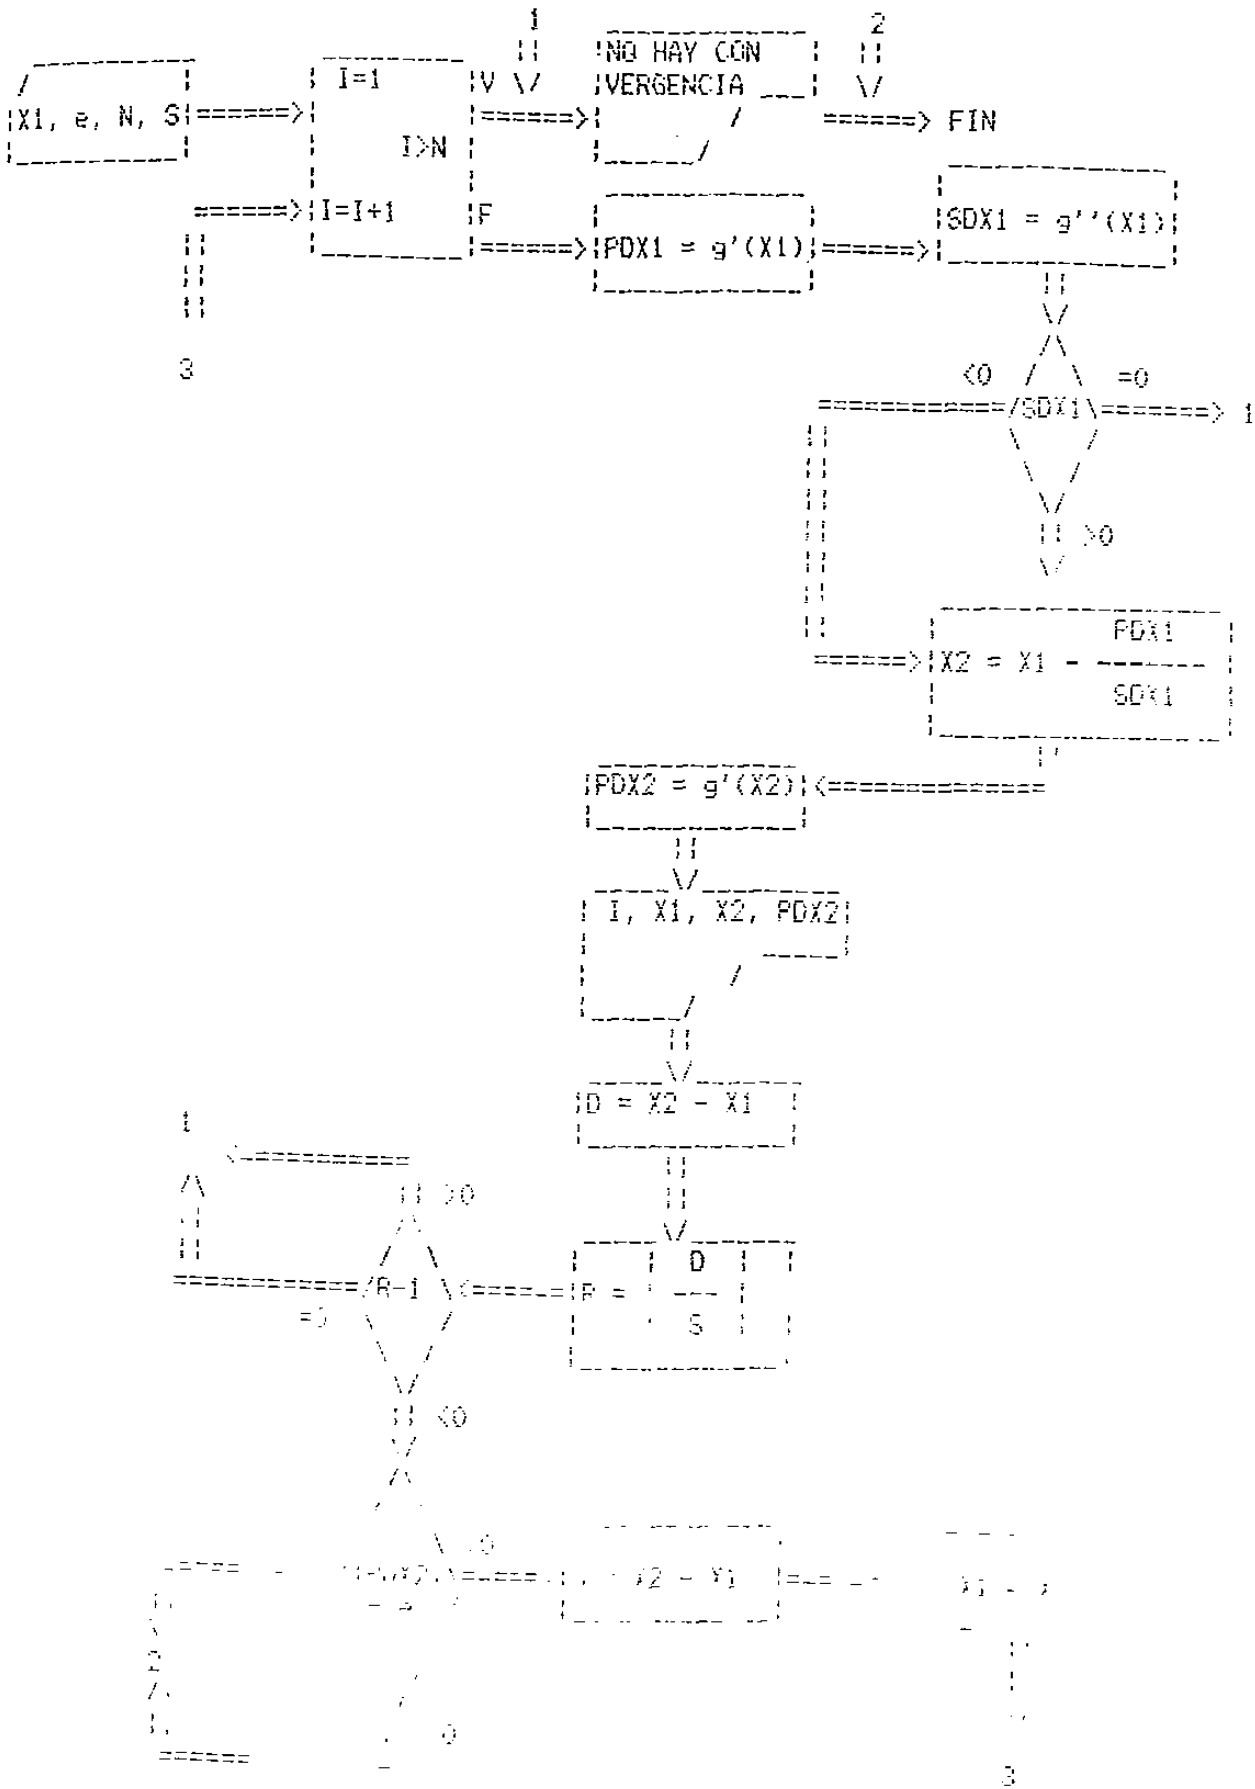 1
2
NO HAY CON
VERGENCIA
I=1
V
X1, e, N, S
I>N
FIN
I=I+1
F
PDX1 = g'(X1)
SDX1 = g''(X1)
3
<0
=0
SDX1
1
>0
PDX1
X2 = X1 - -------
SDX1
PDX2 = g'(X2)
I, X1, X2, PDX2
D = X2 - X1
1
>0
D
R-1
R = | --- |
S
<0
X2 - X1
3